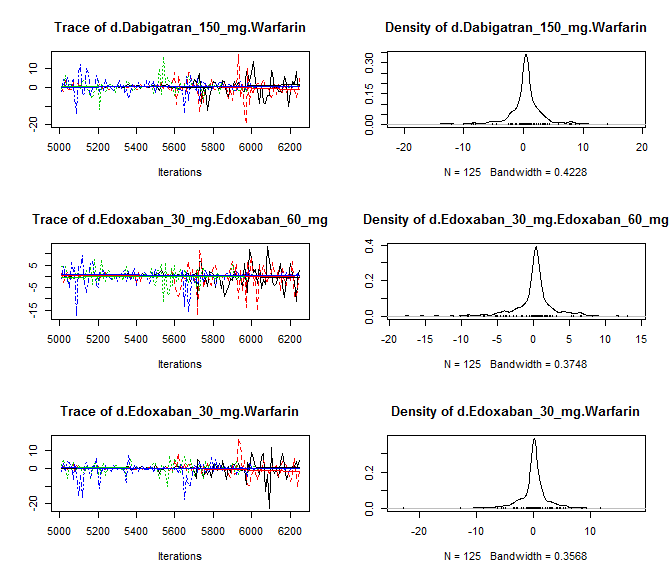 Trace of d.Dabigatran_150_mg.Warfarin
10
0
-20
5000 5200 5400 5600 5800 6000 6200
Iterations
Density of d.Dabigatran_150_mg.Warfarin
0.30
0.15
0.00
-20 -10 0 10 20
N = 125 Bandwidth = 0.4228
Trace of d.Edoxaban_30_mg.Edoxaban_60_mg
5
-5
-15
5000 5200 5400 5600 5800 6000 6200
Iterations
Density of d.Edoxaban_30_mg.Edoxaban_60_mg
0.4
0.2
0.0
-20 -15 -10 -5 0 5 10 15
N = 125 Bandwidth = 0.3748
Trace of d.Edoxaban_30_mg.Warfarin
10
0
-20
5000 5200 5400 5600 5800 6000 6200
Iterations
Density of d.Edoxaban_30_mg.Warfarin
0.2
0.0
-20 -10 0 10
N = 125 Bandwidth = 0.3568